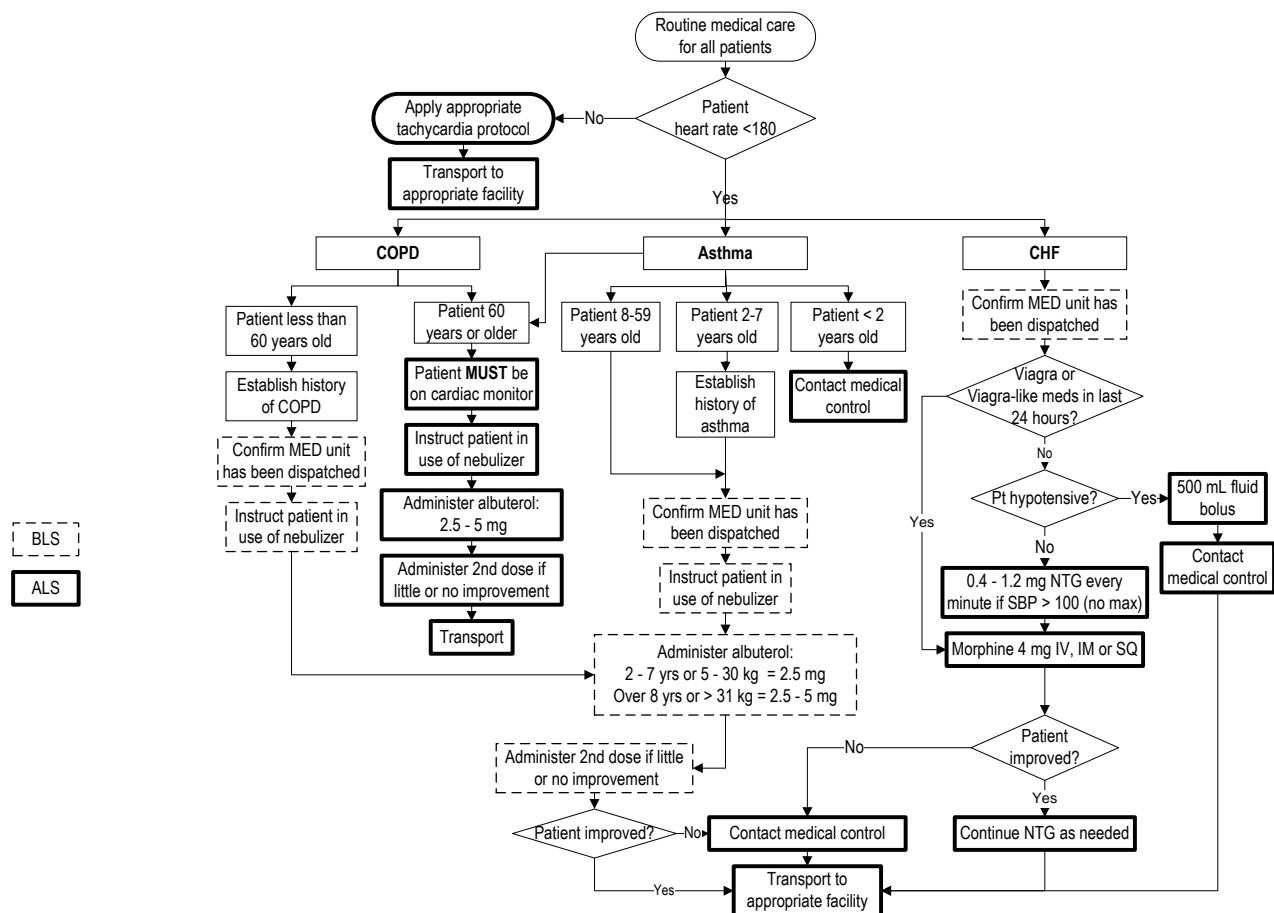 Routine medical care
for all patients
Patient
heart rate <180
No
Apply appropriate
tachycardia protocol
Transport to
appropriate facility
Yes
COPD
Asthma
CHF
Patient less than
60 years old
Patient 60
years or older
Patient 8-59
years old
Patient 2-7
years old
Patient < 2
years old
Confirm MED unit has
been dispatched
Establish history
of COPD
Patient MUST be
on cardiac monitor
Establish
history of
asthma
Contact medical
control
Viagra or
Viagra-like meds in last
24 hours?
Confirm MED unit
has been dispatched
Instruct patient in
use of nebulizer
No
Yes
Instruct patient in
use of nebulizer
Administer albuterol:
2.5 - 5 mg
Confirm MED unit has
been dispatched
Pt hypotensive?
Yes
500 mL fluid
bolus
BLS
ALS
Administer 2nd dose if
little or no improvement
Instruct patient in
use of nebulizer
No
0.4 - 1.2 mg NTG every
minute if SBP > 100 (no max)
Contact
medical control
Transport
Administer albuterol:
2 - 7 yrs or 5 - 30 kg = 2.5 mg
Over 8 yrs or > 31 kg = 2.5 - 5 mg
Morphine 4 mg IV, IM or SQ
Administer 2nd dose if little
or no improvement
No
Patient
improved?
Yes
Patient improved?
No
Contact medical control
Continue NTG as needed
Yes
Transport to
appropriate facility